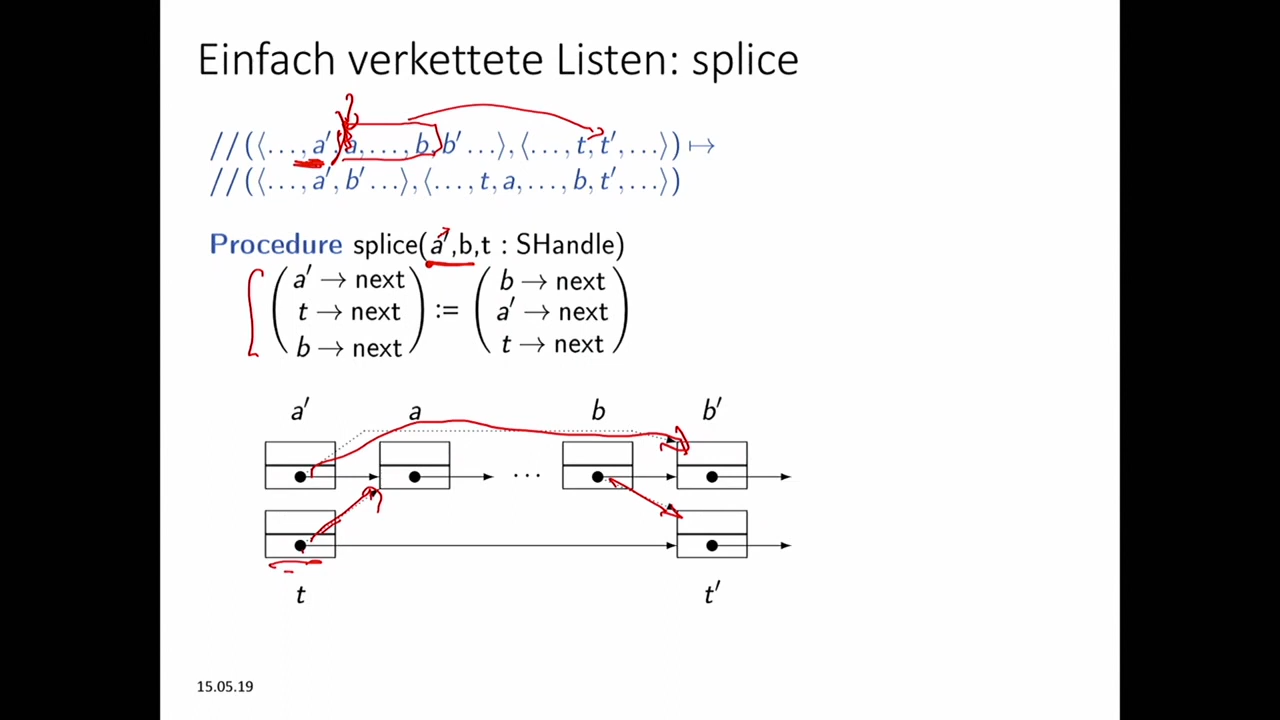 Einfach verkettete Listen: splice
//(⟨…, a′, a, …, b, b′ …⟩, ⟨…, t, t′, …⟩) ↦
//(⟨…, a′, b′ …⟩, ⟨…, t, a, …, b, t′, …⟩)
Procedure splice(a′,b,t : SHandle)
( a′ → next ) ( b → next )
( t → next ) := ( a′ → next )
( b → next ) ( t → next )
a′ a b b′
···
t t′
15.05.19